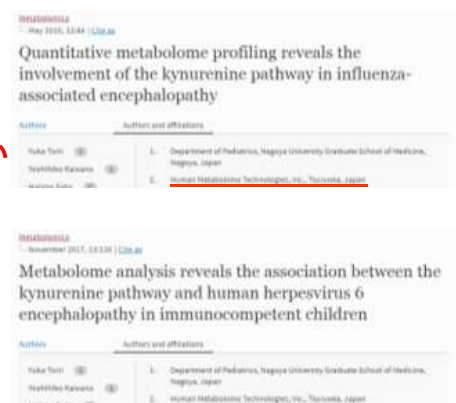 Metabolomics
May 2016, 12:84 | Cite as
Quantitative metabolome profiling reveals the
involvement of the kynurenine pathway in influenza-
associated encephalopathy
Authors
Authors and affiliations
Yuka Torii
1. Department of Pediatrics, Nagoya University Graduate School of Medicine,
Nagoya, Japan
Yoshihiko Kawano
2. Human Metabolome Technologies, Inc., Tsuruoka, Japan
Metabolomics
November 2017, 13:126 | Cite as
Metabolome analysis reveals the association between the
kynurenine pathway and human herpesvirus 6
encephalopathy in immunocompetent children
Authors
Authors and affiliations
Yuka Torii
1. Department of Pediatrics, Nagoya University Graduate School of Medicine,
Nagoya, Japan
Yoshihiko Kawano
2. Human Metabolome Technologies, Inc., Tsuruoka, Japan